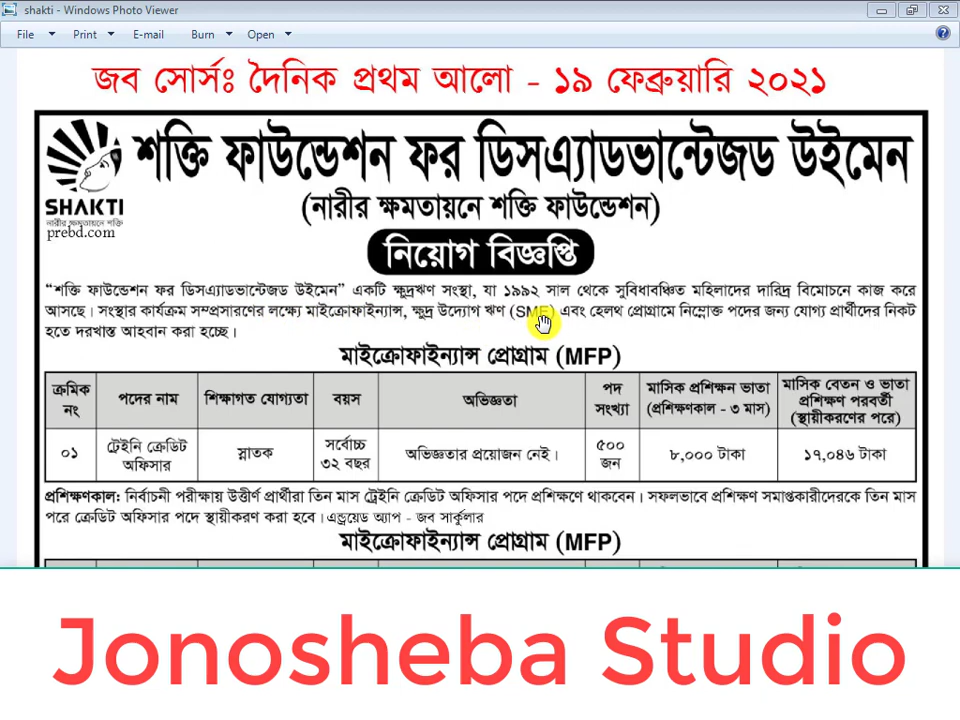 shakti - Windows Photo Viewer
File Print E-mail Burn Open
জব সোর্সঃ দৈনিক প্রথম আলো - ১৯ ফেব্রুয়ারি ২০২১
শক্তি ফাউন্ডেশন ফর ডিসএ্যাডভান্টেজড উইমেন
(নারীর ক্ষমতায়নে শক্তি ফাউন্ডেশন)
SHAKTI
নারীর ক্ষমতায়নে শক্তি
prebd.com
নিয়োগ বিজ্ঞপ্তি
“শক্তি ফাউন্ডেশন ফর ডিসএ্যাডভান্টেজড উইমেন” একটি ক্ষুদ্রঋণ সংস্থা, যা ১৯৯২ সাল থেকে সুবিধাবঞ্চিত মহিলাদের দারিদ্র বিমোচনে কাজ করে
আসছে। সংস্থার কার্যক্রম সম্প্রসারণের লক্ষ্যে মাইক্রোফাইনান্স, ক্ষুদ্র উদ্যোগ ঋণ (SME) এবং হেলথ প্রোগ্রামে নিম্নোক্ত পদের জন্য যোগ্য প্রার্থীদের নিকট
হতে দরখাস্ত আহবান করা হচ্ছে।
মাইক্রোফাইন্যান্স প্রোগ্রাম (MFP)
ক্রমিক নং পদের নাম শিক্ষাগত যোগ্যতা বয়স অভিজ্ঞতা পদ সংখ্যা মাসিক প্রশিক্ষন ভাতা (প্রশিক্ষণকাল - ৩ মাস) মাসিক বেতন ও ভাতা প্রশিক্ষণ পরবর্তী (স্থায়ীকরণের পরে)
০১ ট্রেইনি ক্রেডিট অফিসার স্নাতক সর্বোচ্চ ৩২ বছর অভিজ্ঞতার প্রয়োজন নেই। ৫০০ জন ৮,০০০ টাকা ১৭,০৪৬ টাকা
প্রশিক্ষণকাল: নির্বাচনী পরীক্ষায় উত্তীর্ণ প্রার্থীরা তিন মাস ট্রেইনি ক্রেডিট অফিসার পদে প্রশিক্ষণে থাকবেন। সফলভাবে প্রশিক্ষণ সমাপ্তকারীদেরকে তিন মাস
পরে ক্রেডিট অফিসার পদে স্থায়ীকরণ করা হবে। এন্ড্রয়েড অ্যাপ - জব সার্কুলার
মাইক্রোফাইন্যান্স প্রোগ্রাম (MFP)
Jonosheba Studio